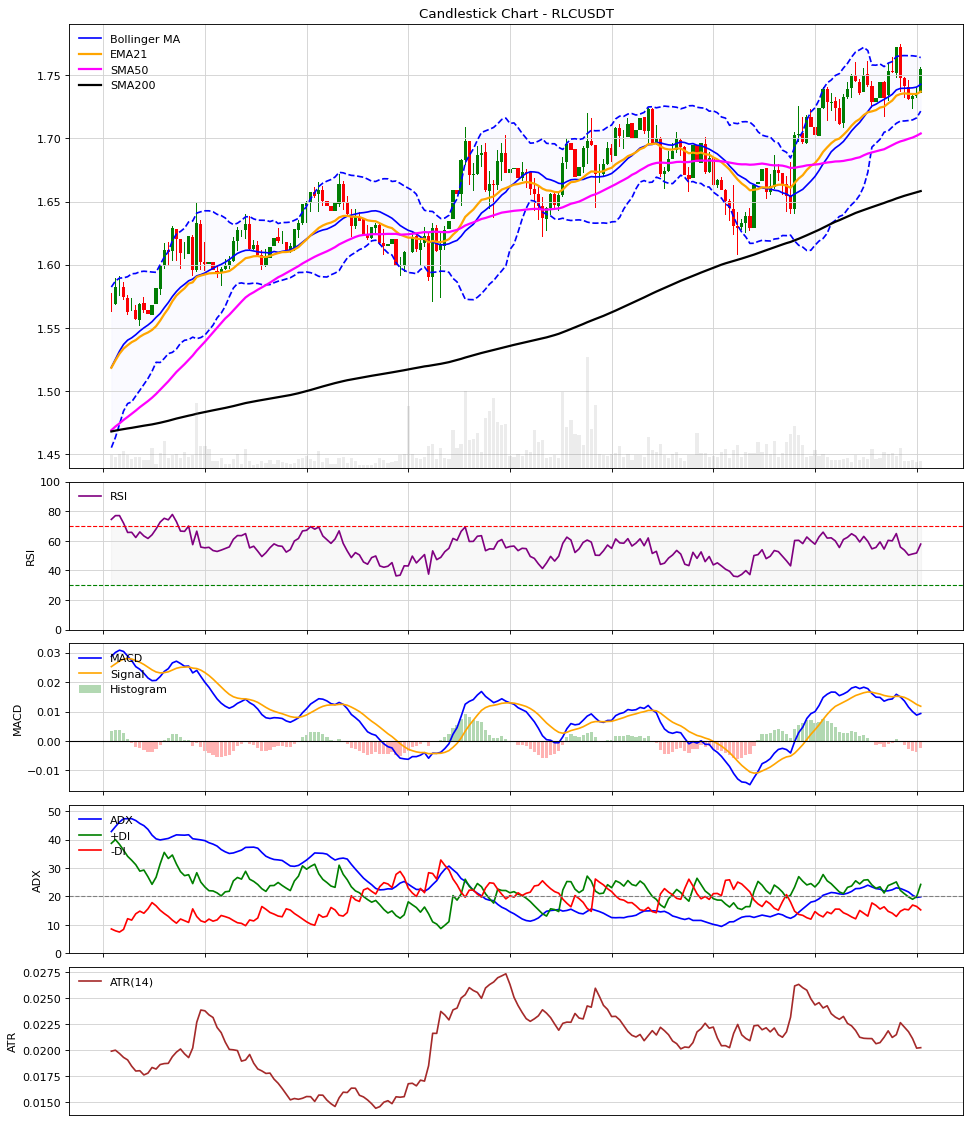 Candlestick Chart - RLCUSDT
Bollinger MA
EMA21
SMA50
SMA200
1.75
1.70
1.65
1.60
1.55
1.50
1.45
RSI
RSI
100
80
60
40
20
0
MACD
Signal
Histogram
MACD
0.03
0.02
0.01
0.00
−0.01
ADX
+DI
-DI
ADX
50
40
30
20
10
0
ATR(14)
ATR
0.0275
0.0250
0.0225
0.0200
0.0175
0.0150